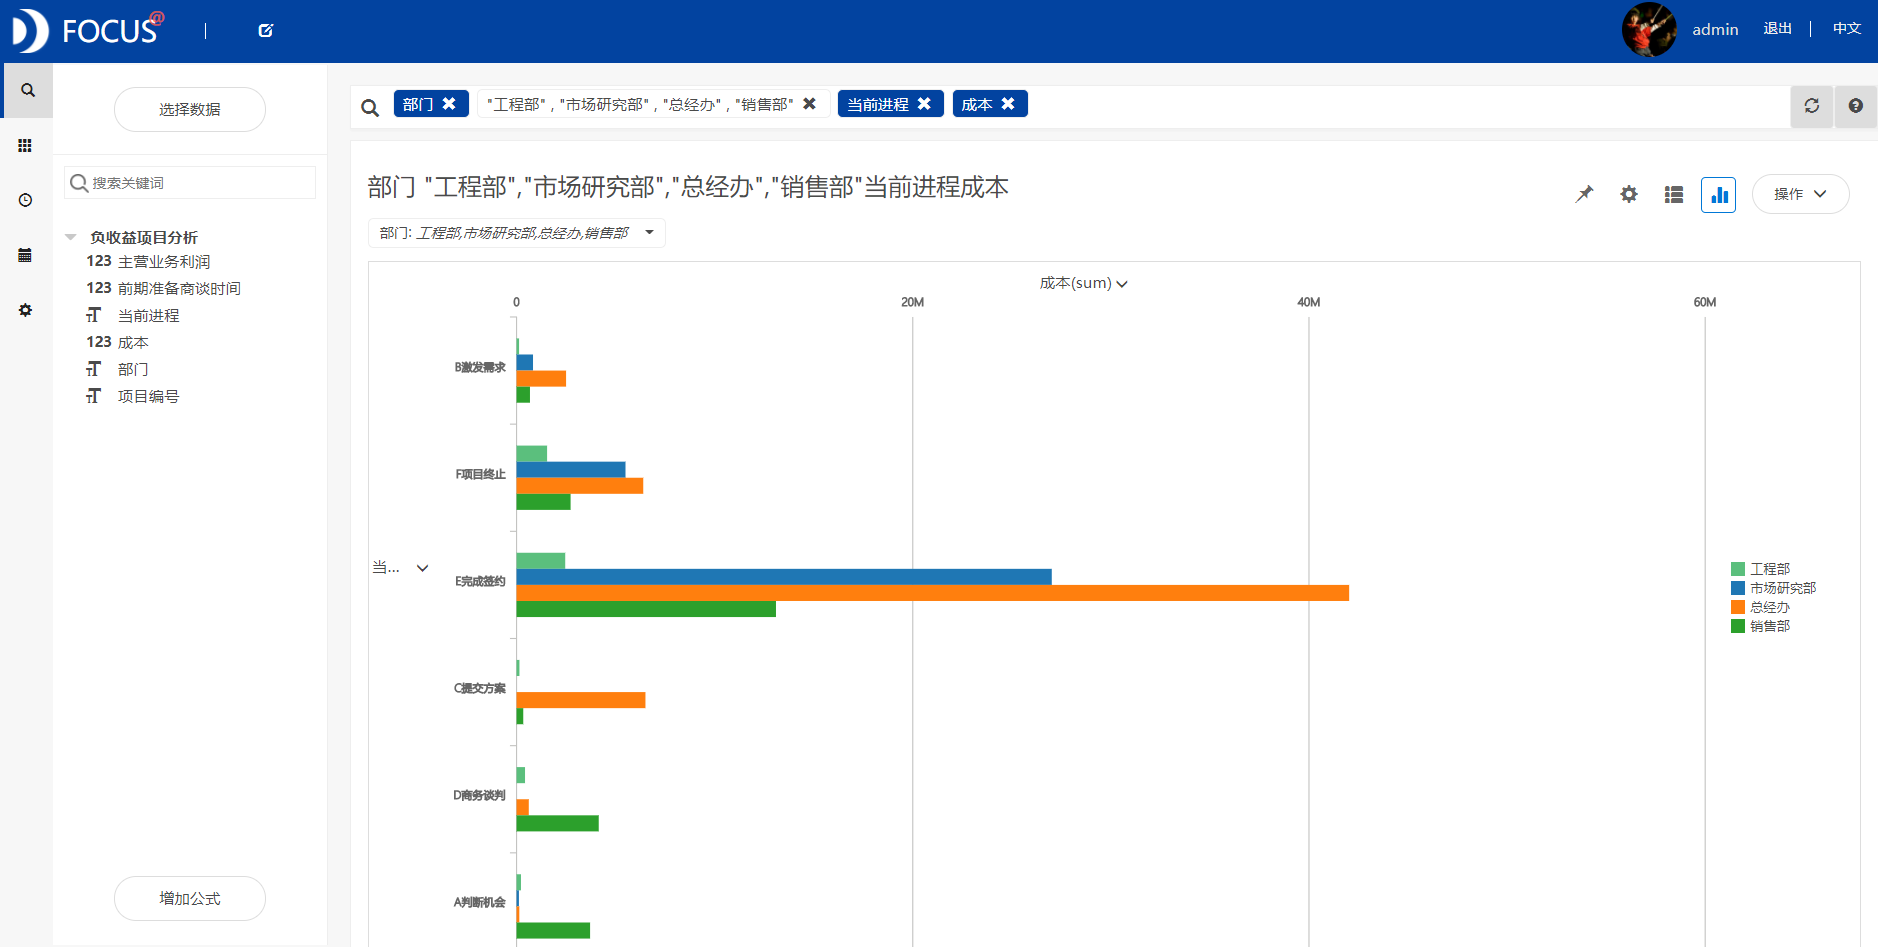 FOCUS@
admin 退出 中文
选择数据
搜索关键词
负收益项目分析
123 主营业务利润
123 前期准备商谈时间
TT 当前进程
123 成本
TT 部门
TT 项目编号
增加公式
部门 "工程部" , "市场研究部" , "总经办" , "销售部" 当前进程 成本
部门 "工程部","市场研究部","总经办","销售部"当前进程成本
操作
部门: 工程部,市场研究部,总经办,销售部
成本(sum)
0 20M 40M 60M
B激发需求
F项目终止
当...
E完成签约
C提交方案
D商务谈判
A判断机会
工程部
市场研究部
总经办
销售部